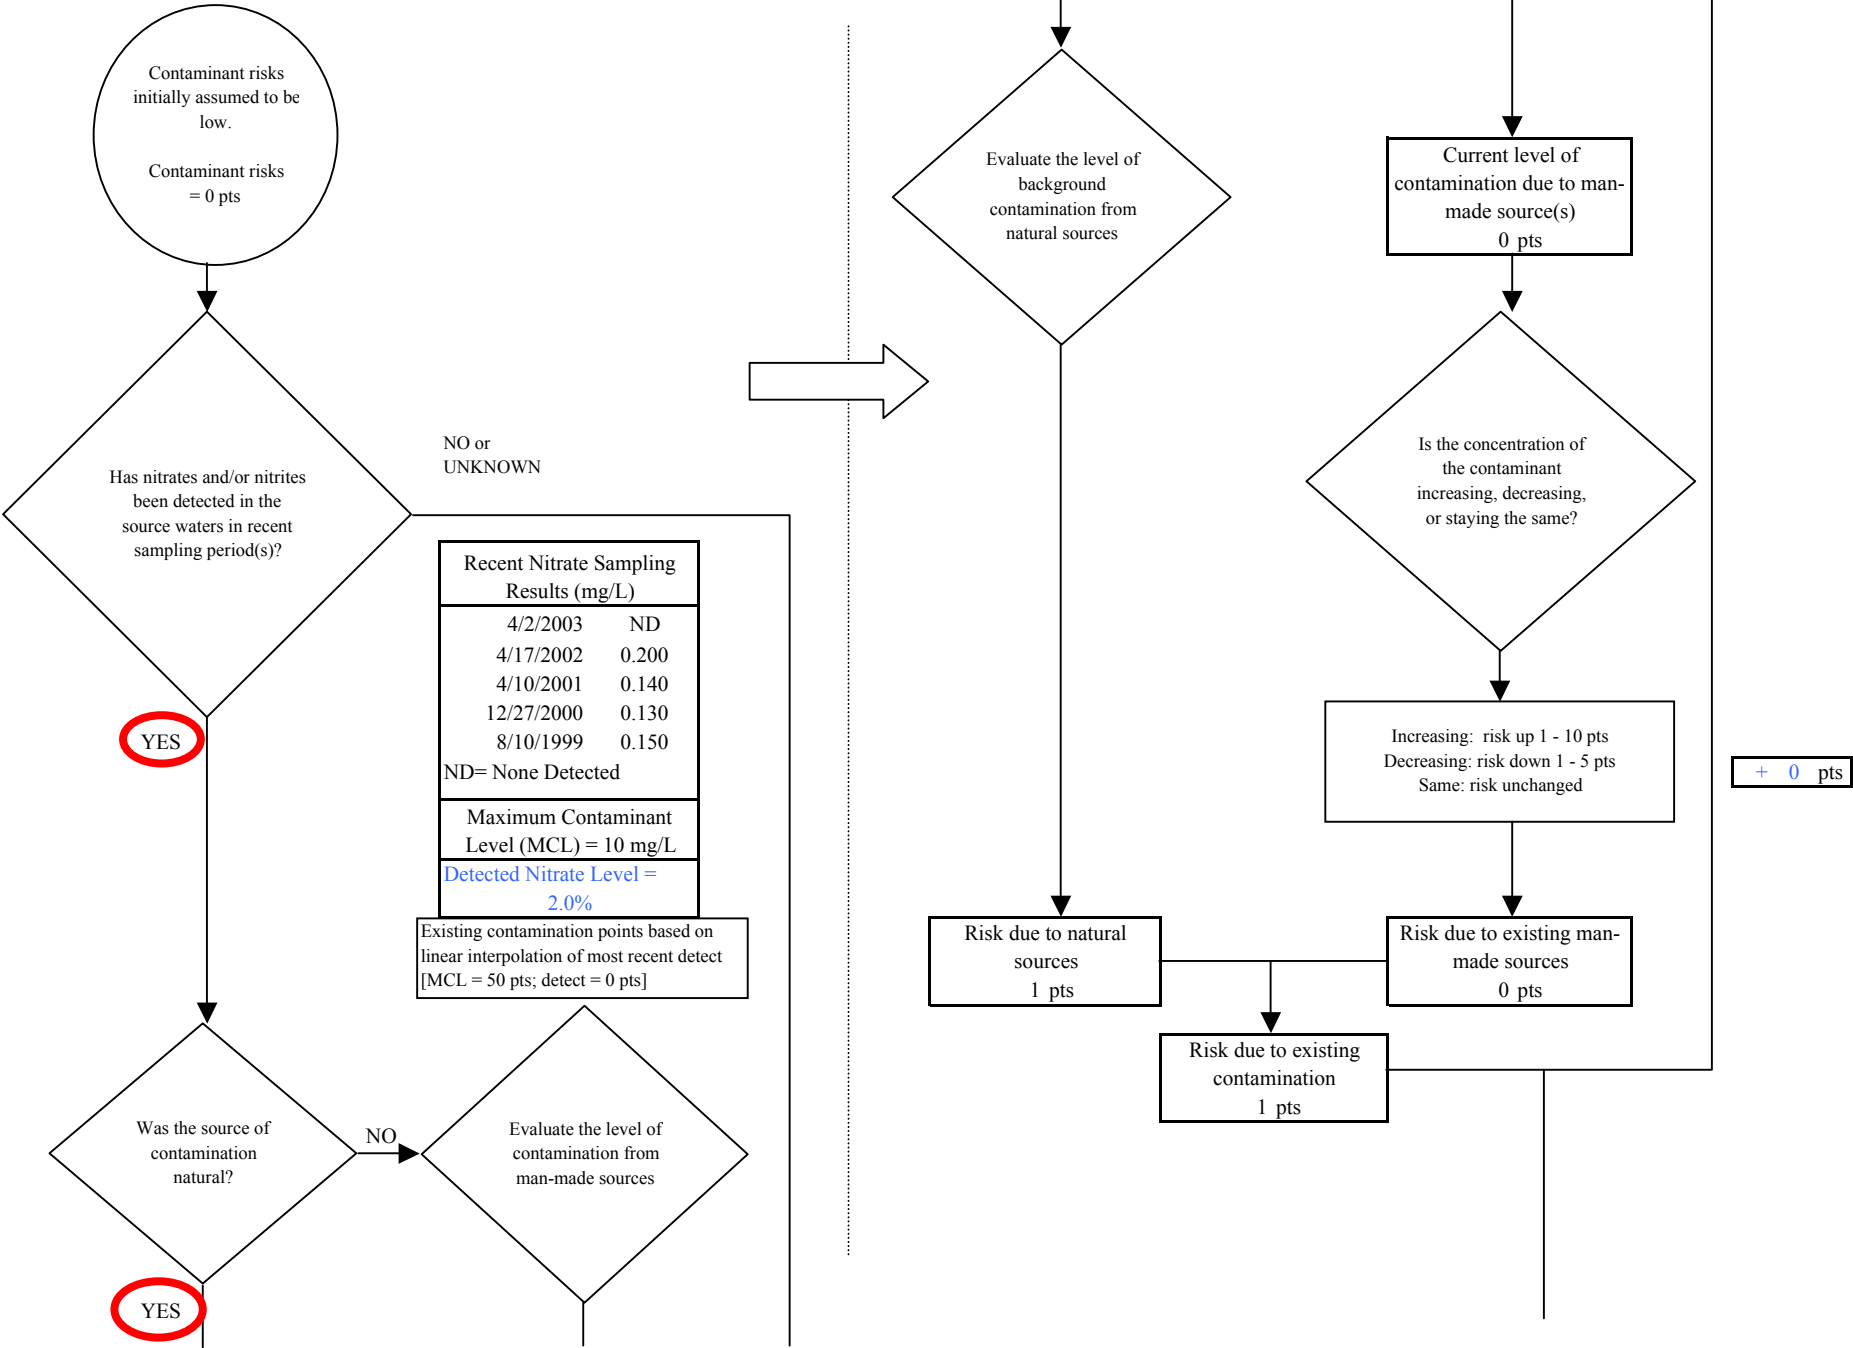 Contaminant risks
initially assumed to be
low.
Contaminant risks
= 0 pts
Has nitrates and/or nitrites
been detected in the
source waters in recent
sampling period(s)?
NO or
UNKNOWN
YES
Recent Nitrate Sampling
Results (mg/L)
4/2/2003 ND
4/17/2002 0.200
4/10/2001 0.140
12/27/2000 0.130
8/10/1999 0.150
ND= None Detected
Maximum Contaminant
Level (MCL) = 10 mg/L
Detected Nitrate Level =
2.0%
Existing contamination points based on
linear interpolation of most recent detect
[MCL = 50 pts; detect = 0 pts]
Was the source of
contamination
natural?
NO
Evaluate the level of
contamination from
man-made sources
YES
Evaluate the level of
background
contamination from
natural sources
Current level of
contamination due to man-
made source(s)
0 pts
Is the concentration of
the contaminant
increasing, decreasing,
or staying the same?
Increasing: risk up 1 - 10 pts
Decreasing: risk down 1 - 5 pts
Same: risk unchanged
+ 0 pts
Risk due to natural
sources
1 pts
Risk due to existing man-
made sources
0 pts
Risk due to existing
contamination
1 pts